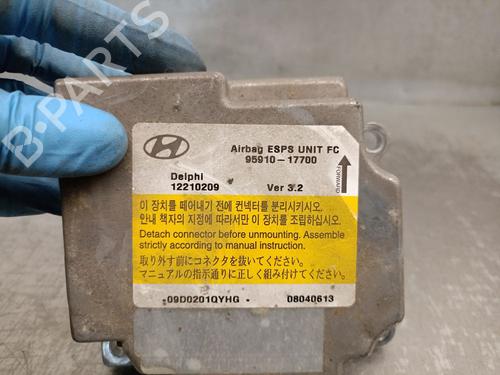 B-PARTS
Airbag ESPS UNIT FC
95910-17700
Delphi
12210209
Ver 3.2
FORWARD
이 장치를 떼어내기 전에 컨넥터를 분리시키시오.
안내 책자의 지정에 따라서만 이 장치를 조립하십시오.
Detach connector before unmounting. Assemble
strictly according to manual instruction.
取り外す前にコネクタを抜いてください。
マニュアルの指示通りに正しく組み付けてください。
09D0201QYHG
08040613